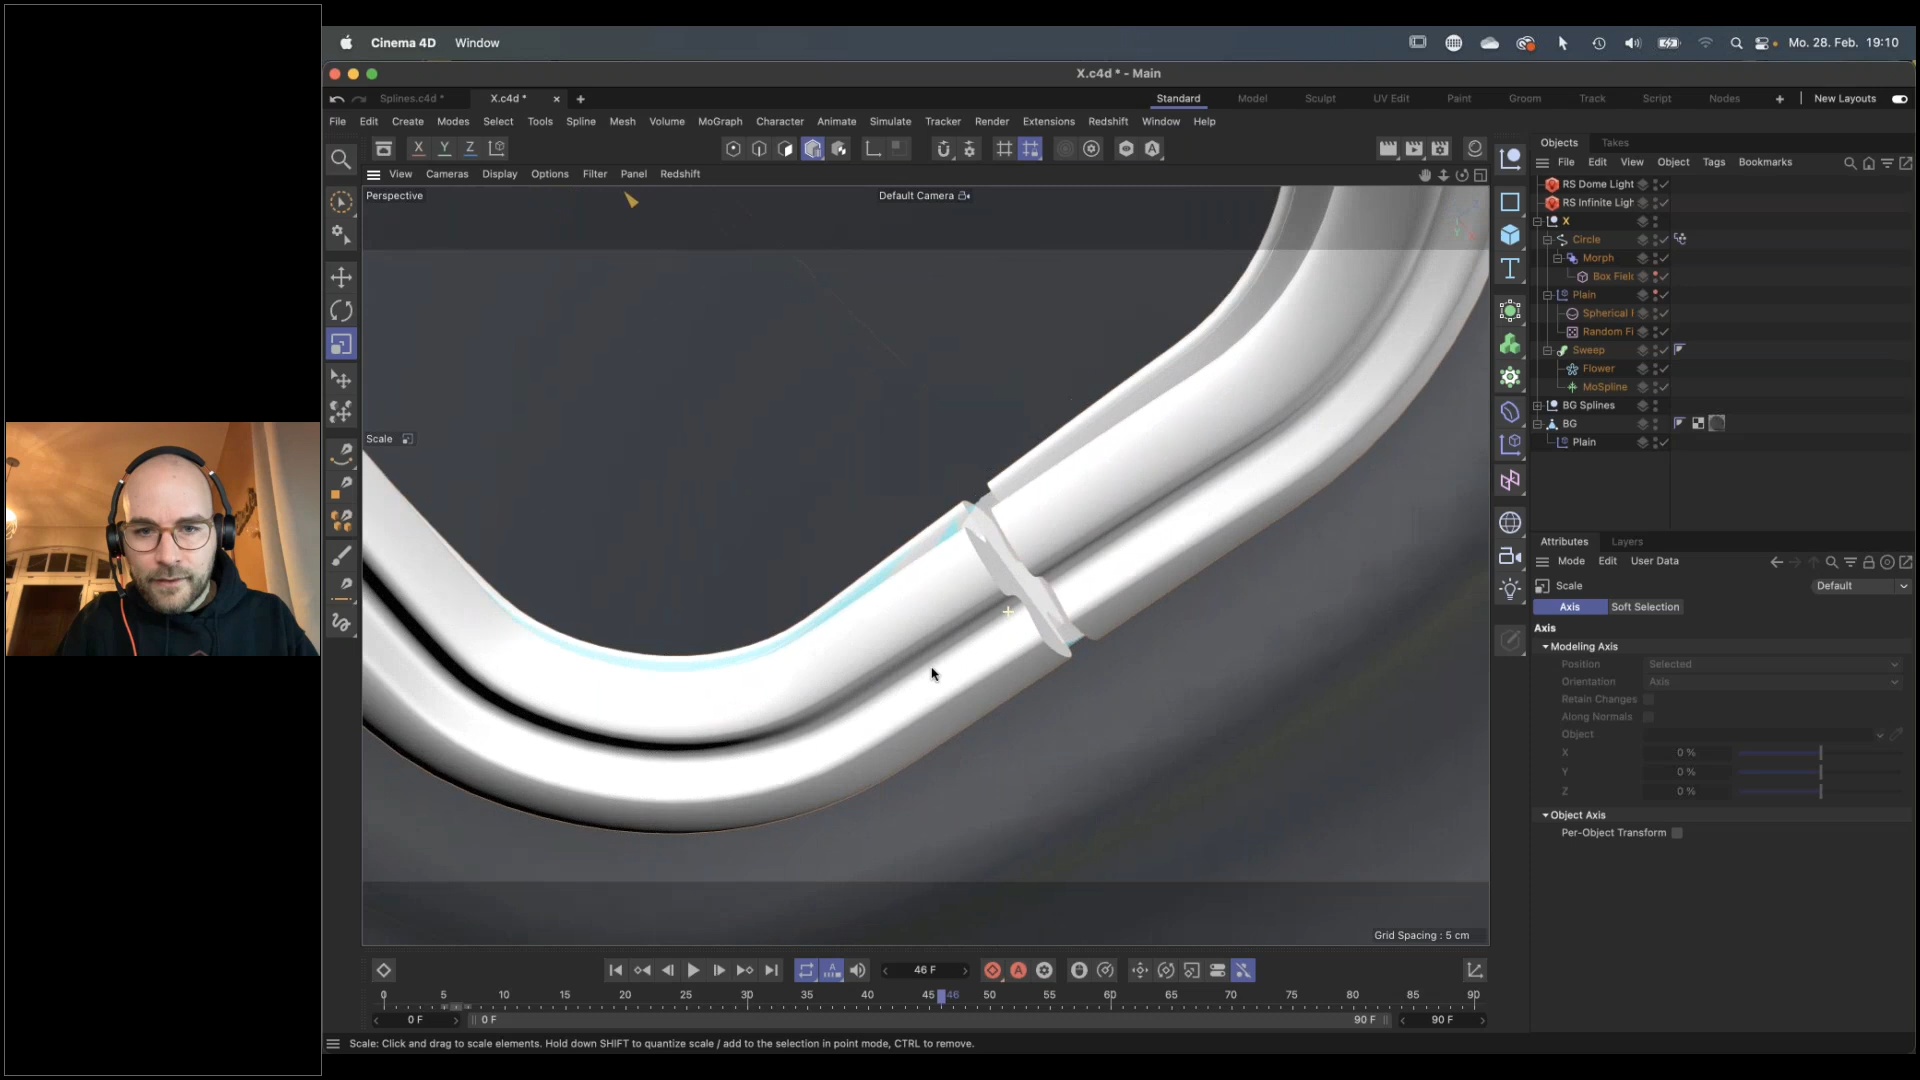 Cinema 4D Window
Mo. 28. Feb. 19:10
X.c4d * - Main
Splines.c4d * X.c4d * × +
Standard Model Sculpt UV Edit Paint Groom Track Script Nodes + New Layouts
File Edit Create Modes Select Tools Spline Mesh Volume MoGraph Character Animate Simulate Tracker Render Extensions Redshift Window Help
Objects Takes
X Y Z
File Edit View Object Tags Bookmarks
View Cameras Display Options Filter Panel Redshift
Perspective
Default Camera
RS Dome Light
RS Infinite Ligh
X
Circle
Morph
Box Field
Plain
Spherical F
Random Fi
Sweep
Flower
MoSpline
BG Splines
BG
Plain
Scale
Attributes Layers
Mode Edit User Data
Scale Default
Axis Soft Selection
Axis
Modeling Axis
Position Selected
Orientation Axis
Retain Changes
Along Normals
Object
X 0 %
Y 0 %
Z 0 %
Object Axis
Per-Object Transform
Grid Spacing : 5 cm
46 F
0 5 10 15 20 25 30 35 40 45 46 50 55 60 65 70 75 80 85 90
0 F 0 F 90 F 90 F
Scale: Click and drag to scale elements. Hold down SHIFT to quantize scale / add to the selection in point mode, CTRL to remove.